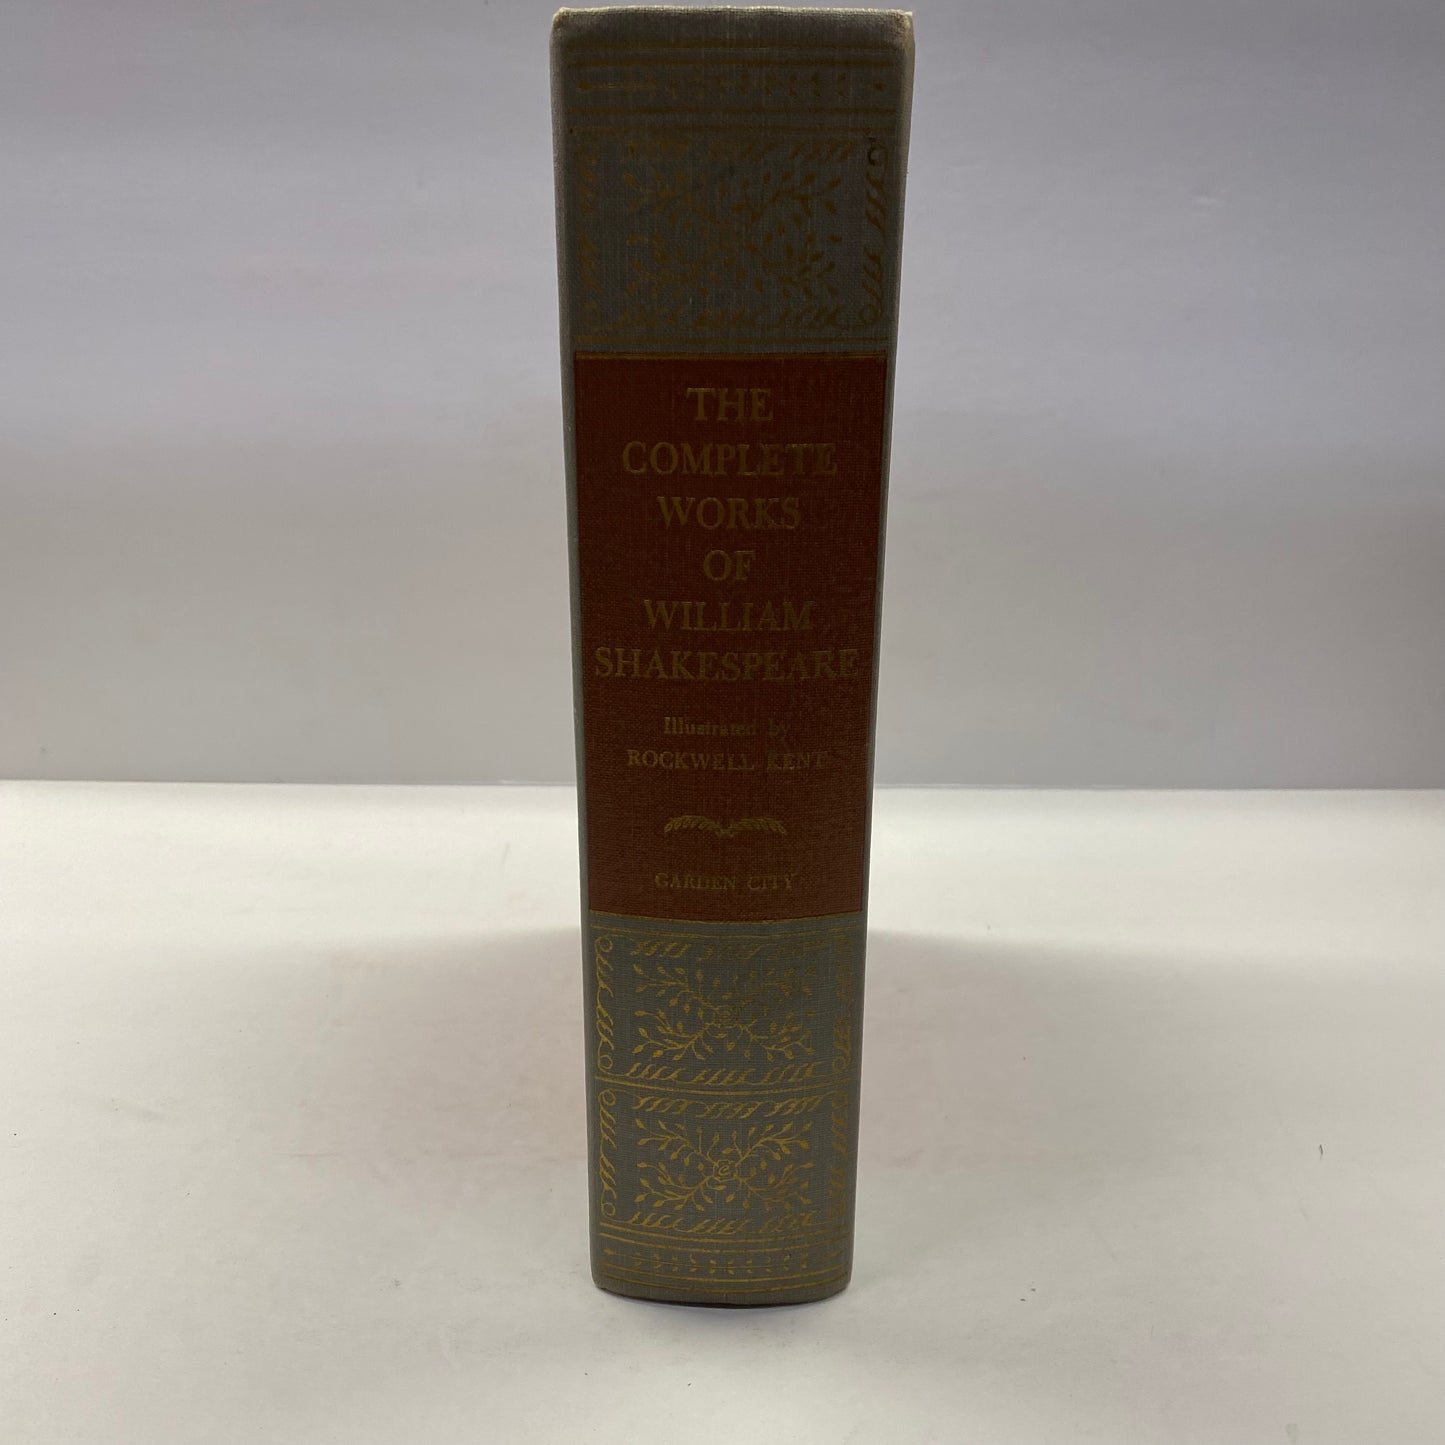 THE
COMPLETE
WORKS
OF
WILLIAM
SHAKESPEARE
Illustrated by
ROCKWELL KENT
GARDEN CITY